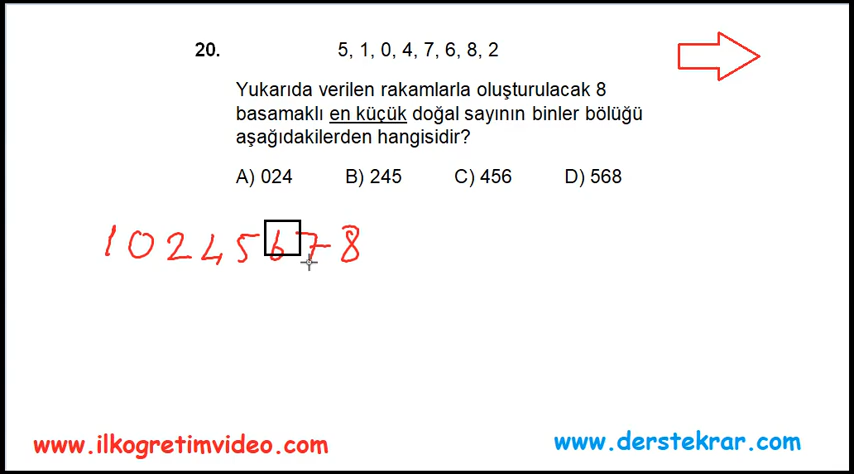 20. 5, 1, 0, 4, 7, 6, 8, 2
Yukarıda verilen rakamlarla oluşturulacak 8
basamaklı en küçük doğal sayının binler bölüğü
aşağıdakilerden hangisidir?
A) 024 B) 245 C) 456 D) 568
10245678
www.ilkogretimvideo.com www.derstekrar.com